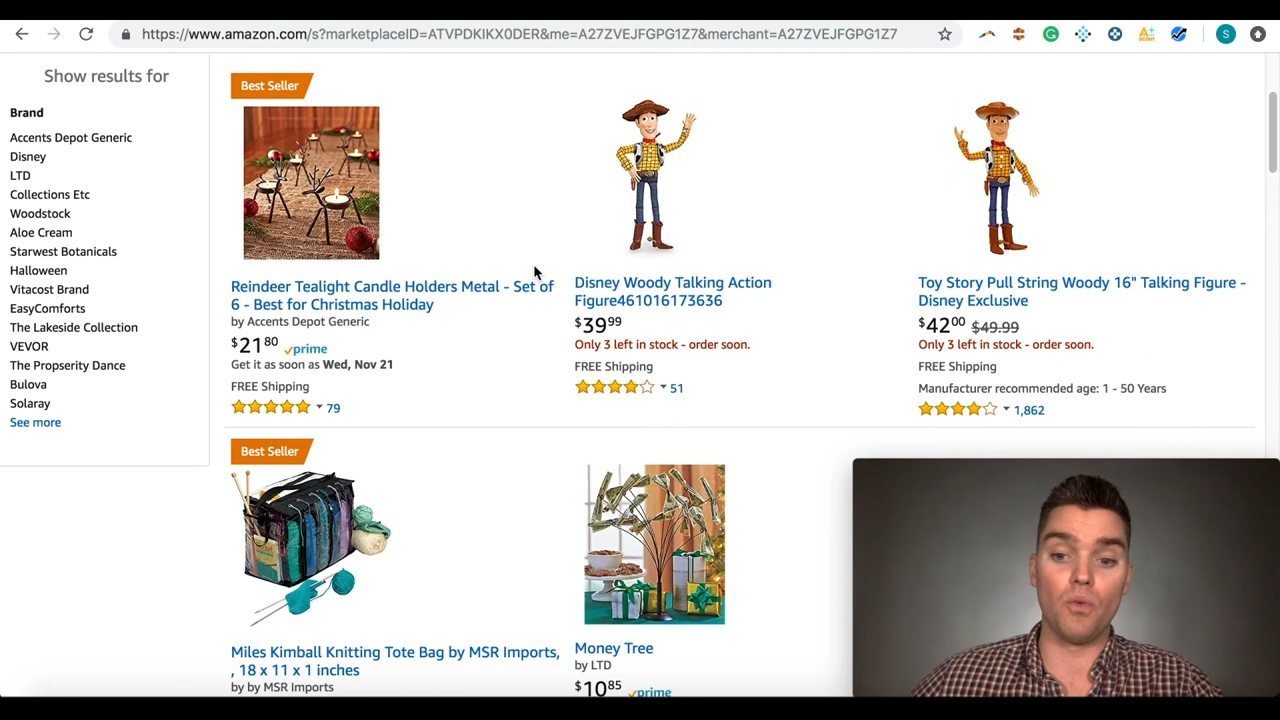 https://www.amazon.com/s?marketplaceID=ATVPDKIKX0DER&me=A27ZVEJFGPG1Z7&merchant=A27ZVEJFGPG1Z7
S
Show results for
Brand
Accents Depot Generic
Disney
LTD
Collections Etc
Woodstock
Aloe Cream
Starwest Botanicals
Halloween
Vitacost Brand
EasyComforts
The Lakeside Collection
VEVOR
The Propserity Dance
Bulova
Solaray
See more
Best Seller
Reindeer Tealight Candle Holders Metal - Set of
6 - Best for Christmas Holiday
by Accents Depot Generic
$21 80 prime
Get it as soon as Wed, Nov 21
FREE Shipping
79
Disney Woody Talking Action
Figure461016173636
$39 99
Only 3 left in stock - order soon.
FREE Shipping
51
Toy Story Pull String Woody 16" Talking Figure -
Disney Exclusive
$42 00 $49.99
Only 3 left in stock - order soon.
FREE Shipping
Manufacturer recommended age: 1 - 50 Years
1,862
Best Seller
Miles Kimball Knitting Tote Bag by MSR Imports,
, 18 x 11 x 1 inches
by by MSR Imports
Money Tree
by LTD
$10 85 prime